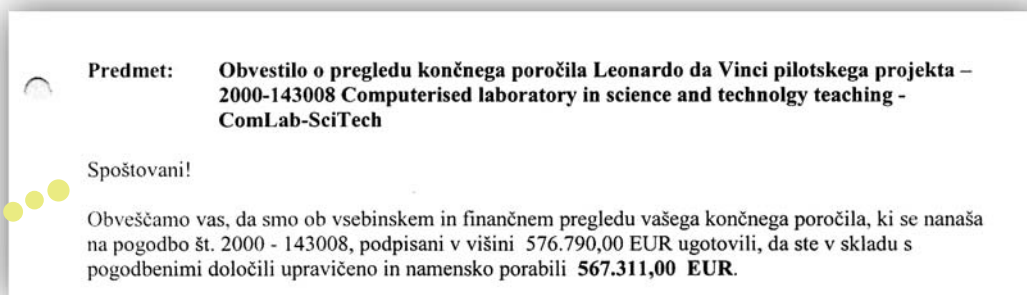 Predmet: Obvestilo o pregledu končnega poročila Leonardo da Vinci pilotskega projekta –
2000-143008 Computerised laboratory in science and technolgy teaching -
ComLab-SciTech
Spoštovani!
Obveščamo vas, da smo ob vsebinskem in finančnem pregledu vašega končnega poročila, ki se nanaša
na pogodbo št. 2000 - 143008, podpisani v višini 576.790,00 EUR ugotovili, da ste v skladu s
pogodbenimi določili upravičeno in namensko porabili 567.311,00 EUR.